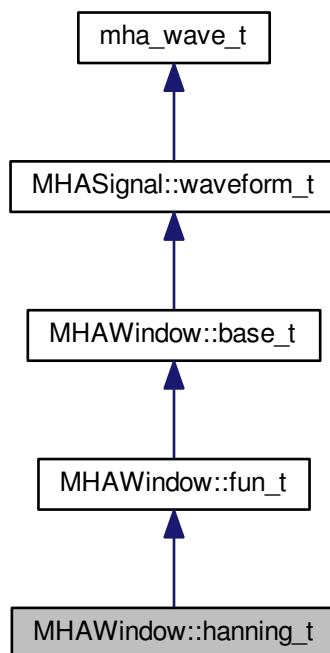 mha_wave_t
MHASignal::waveform_t
MHAWindow::base_t
MHAWindow::fun_t
MHAWindow::hanning_t